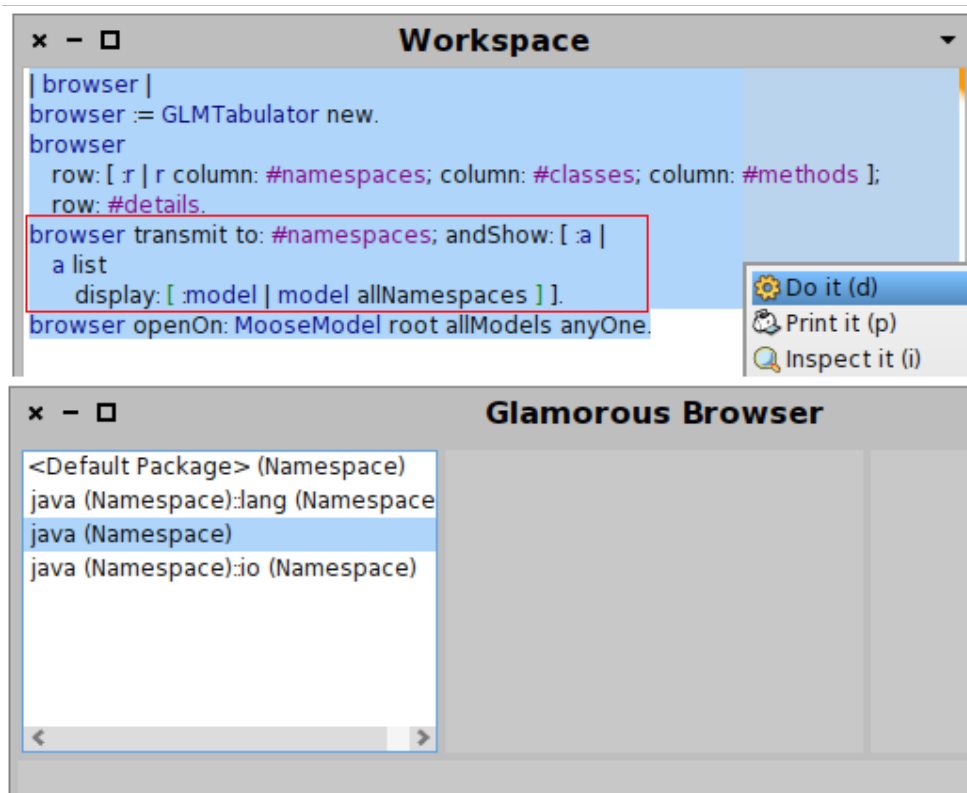 Workspace
| browser |
browser := GLMTabulator new.
browser
row: [ :r | r column: #namespaces; column: #classes; column: #methods ];
row: #details.
browser transmit to: #namespaces; andShow: [ :a |
a list
display: [ :model | model allNamespaces ] ].
browser openOn: MooseModel root allModels anyOne.
Do it (d)
Print it (p)
Inspect it (i)
Glamorous Browser
<Default Package> (Namespace)
java (Namespace)::lang (Namespace
java (Namespace)
java (Namespace)::io (Namespace)